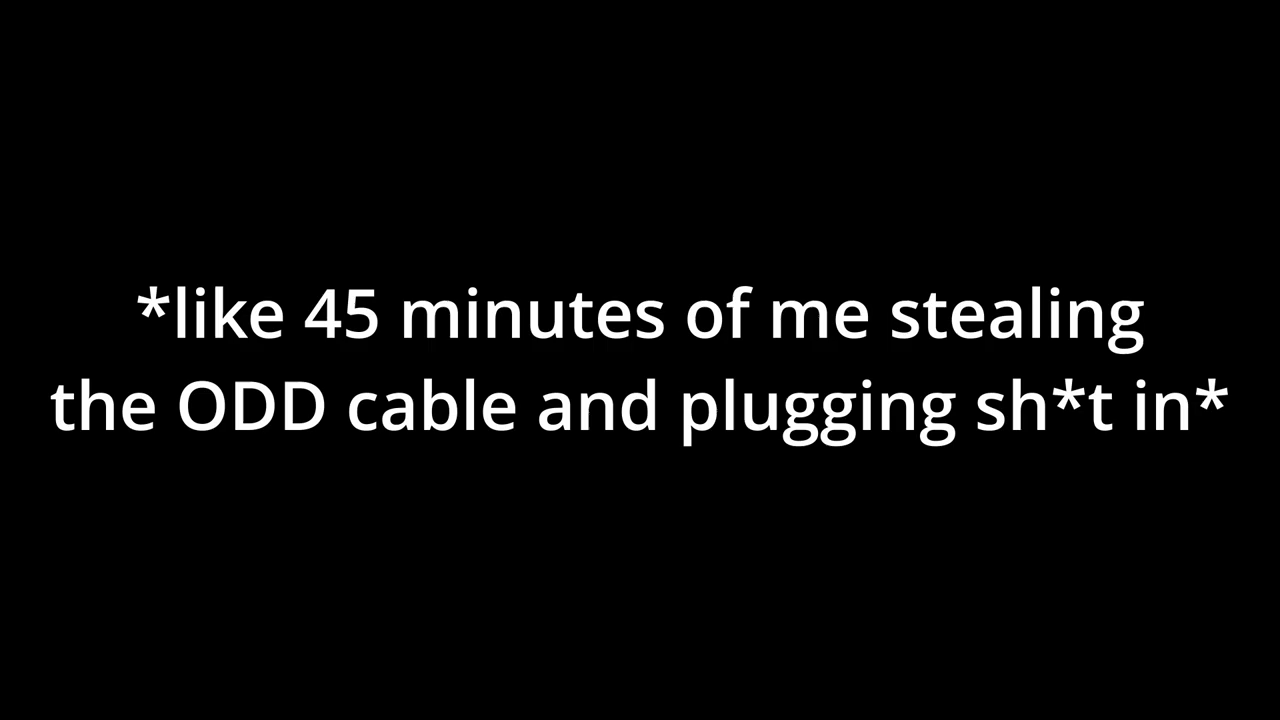 *like 45 minutes of me stealing
the ODD cable and plugging sh*t in*